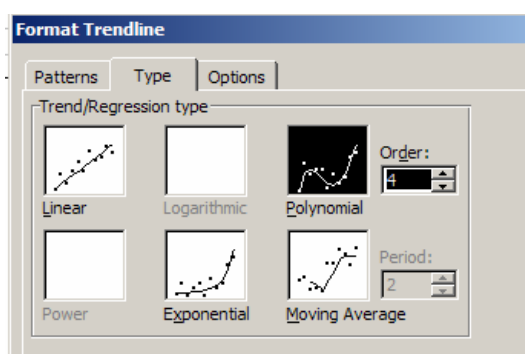 Format Trendline
Patterns Type Options
Trend/Regression type
Order:
4
Linear Logarithmic Polynomial
Period:
2
Power Exponential Moving Average